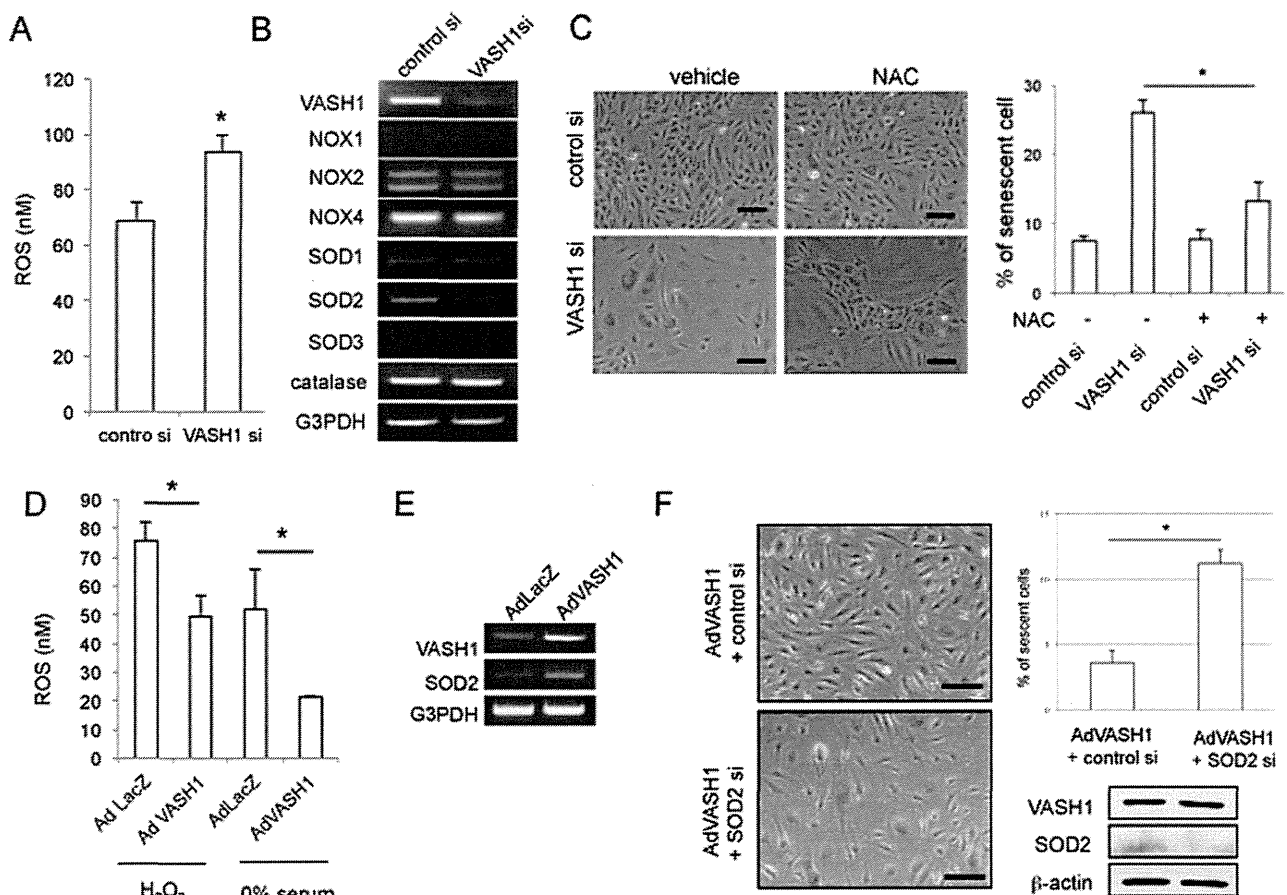 A
ROS (nM)
120
100
80
60
40
20
0
*
contro si
VASH1 si
B
control si
VASH1si
VASH1
NOX1
NOX2
NOX4
SOD1
SOD2
SOD3
catalase
G3PDH
C
vehicle
NAC
cotrol si
VASH1 si
% of senescent cell
30
20
10
0
*
NAC - - + +
control si
VASH1 si
control si
VASH1 si
D
ROS (nM)
90
80
70
60
50
40
30
20
10
0
*
*
Ad LacZ
Ad VASH1
AdLacZ
AdVASH1
H2O2
0% serum
E
AdLacZ
AdVASH1
VASH1
SOD2
G3PDH
F
AdVASH1
+ control si
AdVASH1
+ SOD2 si
% of sescent cells
15
10
5
0
*
AdVASH1
+ control si
AdVASH1
+ SOD2 si
VASH1
SOD2
β-actin